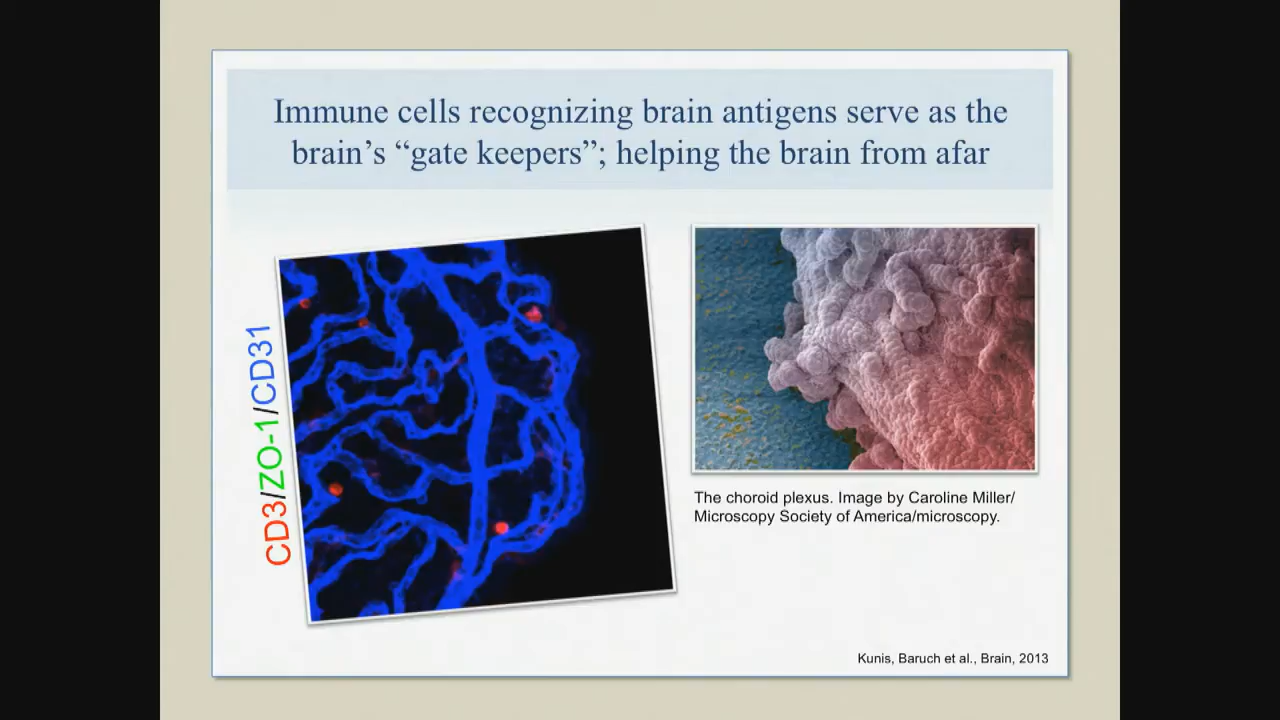 Immune cells recognizing brain antigens serve as the
brain’s “gate keepers”; helping the brain from afar
CD3/ZO-1/CD31
The choroid plexus. Image by Caroline Miller/
Microscopy Society of America/microscopy.
Kunis, Baruch et al., Brain, 2013